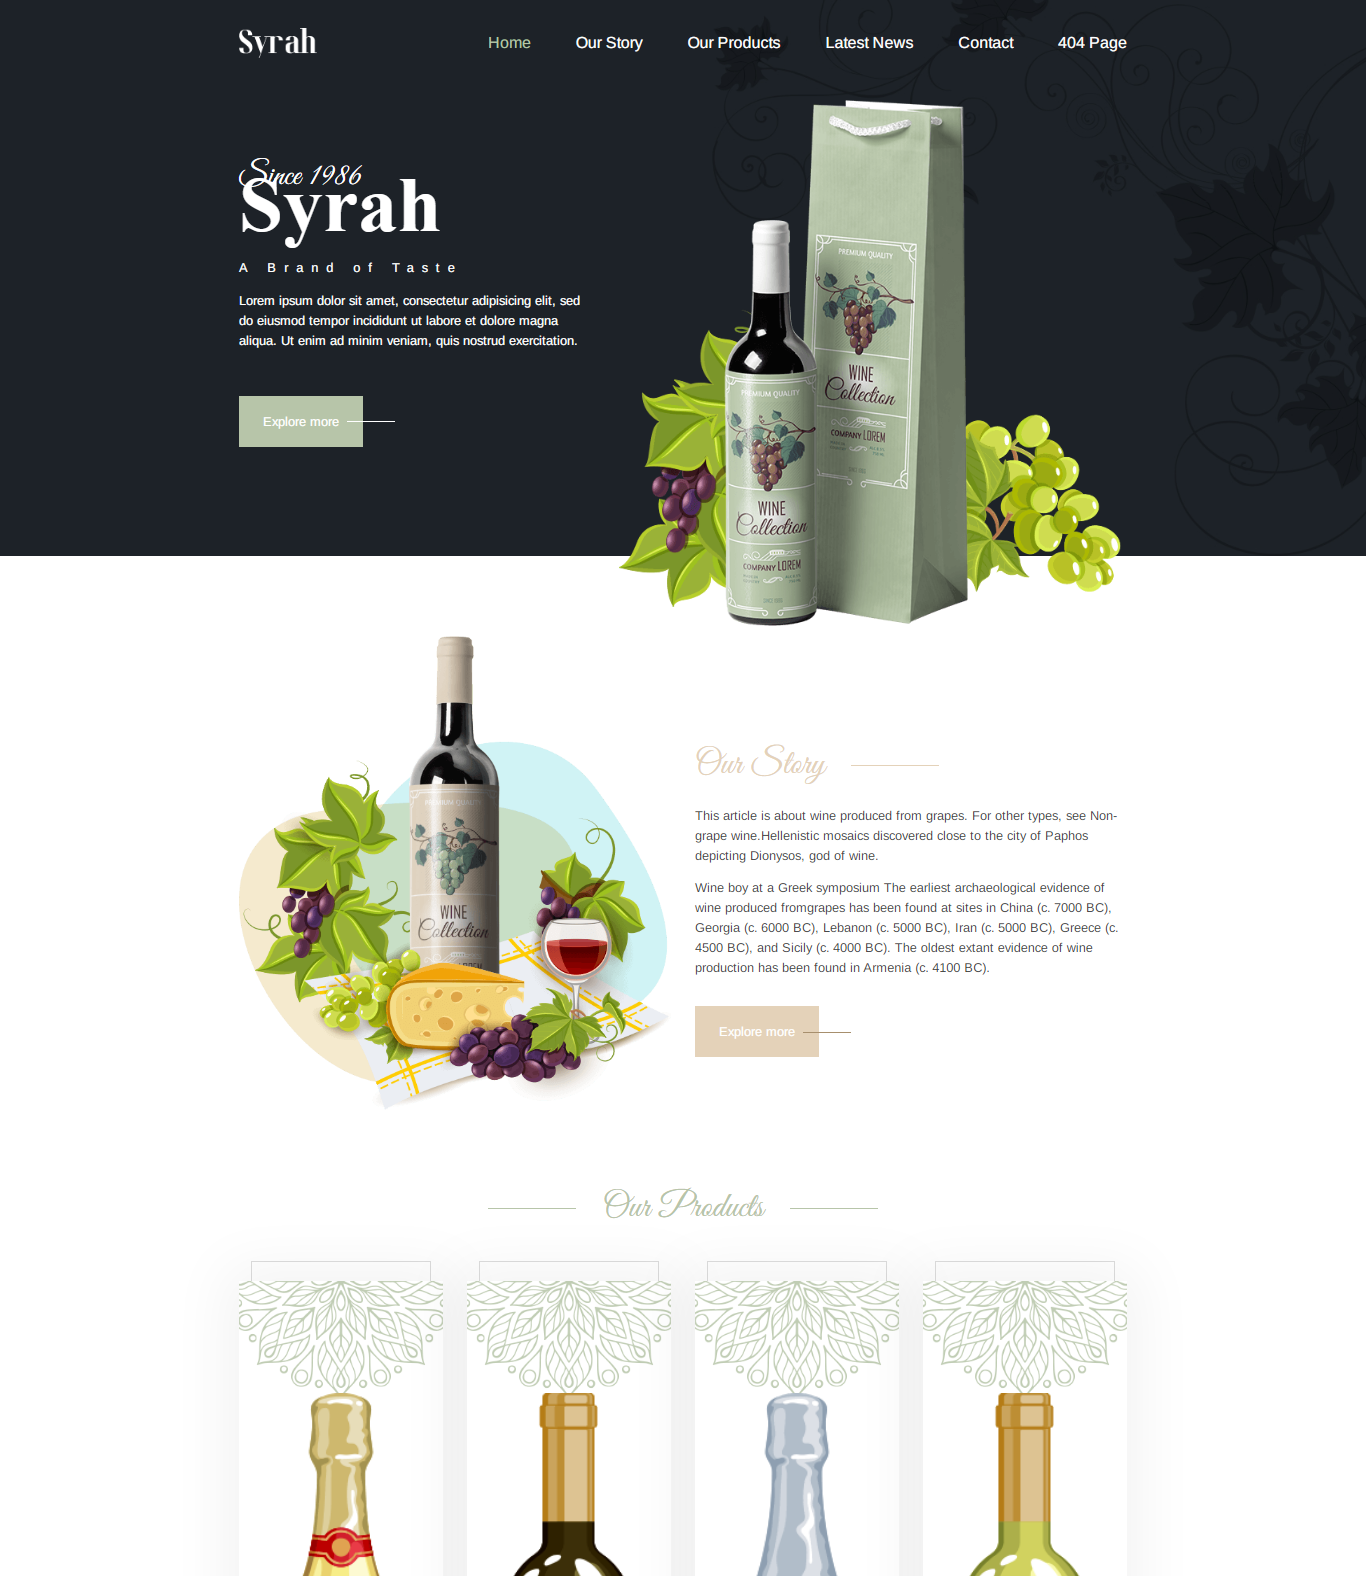 Syrah
Home
Our Story
Our Products
Latest News
Contact
404 Page
Since 1986
Syrah
A Brand of Taste
Lorem ipsum dolor sit amet, consectetur adipisicing elit, sed
do eiusmod tempor incididunt ut labore et dolore magna
aliqua. Ut enim ad minim veniam, quis nostrud exercitation.
Explore more
PREMIUM QUALITY
WINE
Collection
COMPANY LOREM
PREMIUM QUALITY
WINE
Collection
COMPANY LOREM
PREMIUM QUALITY
WINE
Collection
Our Story
This article is about wine produced from grapes. For other types, see Non-
grape wine.Hellenistic mosaics discovered close to the city of Paphos
depicting Dionysos, god of wine.
Wine boy at a Greek symposium The earliest archaeological evidence of
wine produced fromgrapes has been found at sites in China (c. 7000 BC),
Georgia (c. 6000 BC), Lebanon (c. 5000 BC), Iran (c. 5000 BC), Greece (c.
4500 BC), and Sicily (c. 4000 BC). The oldest extant evidence of wine
production has been found in Armenia (c. 4100 BC).
Explore more
Our Products